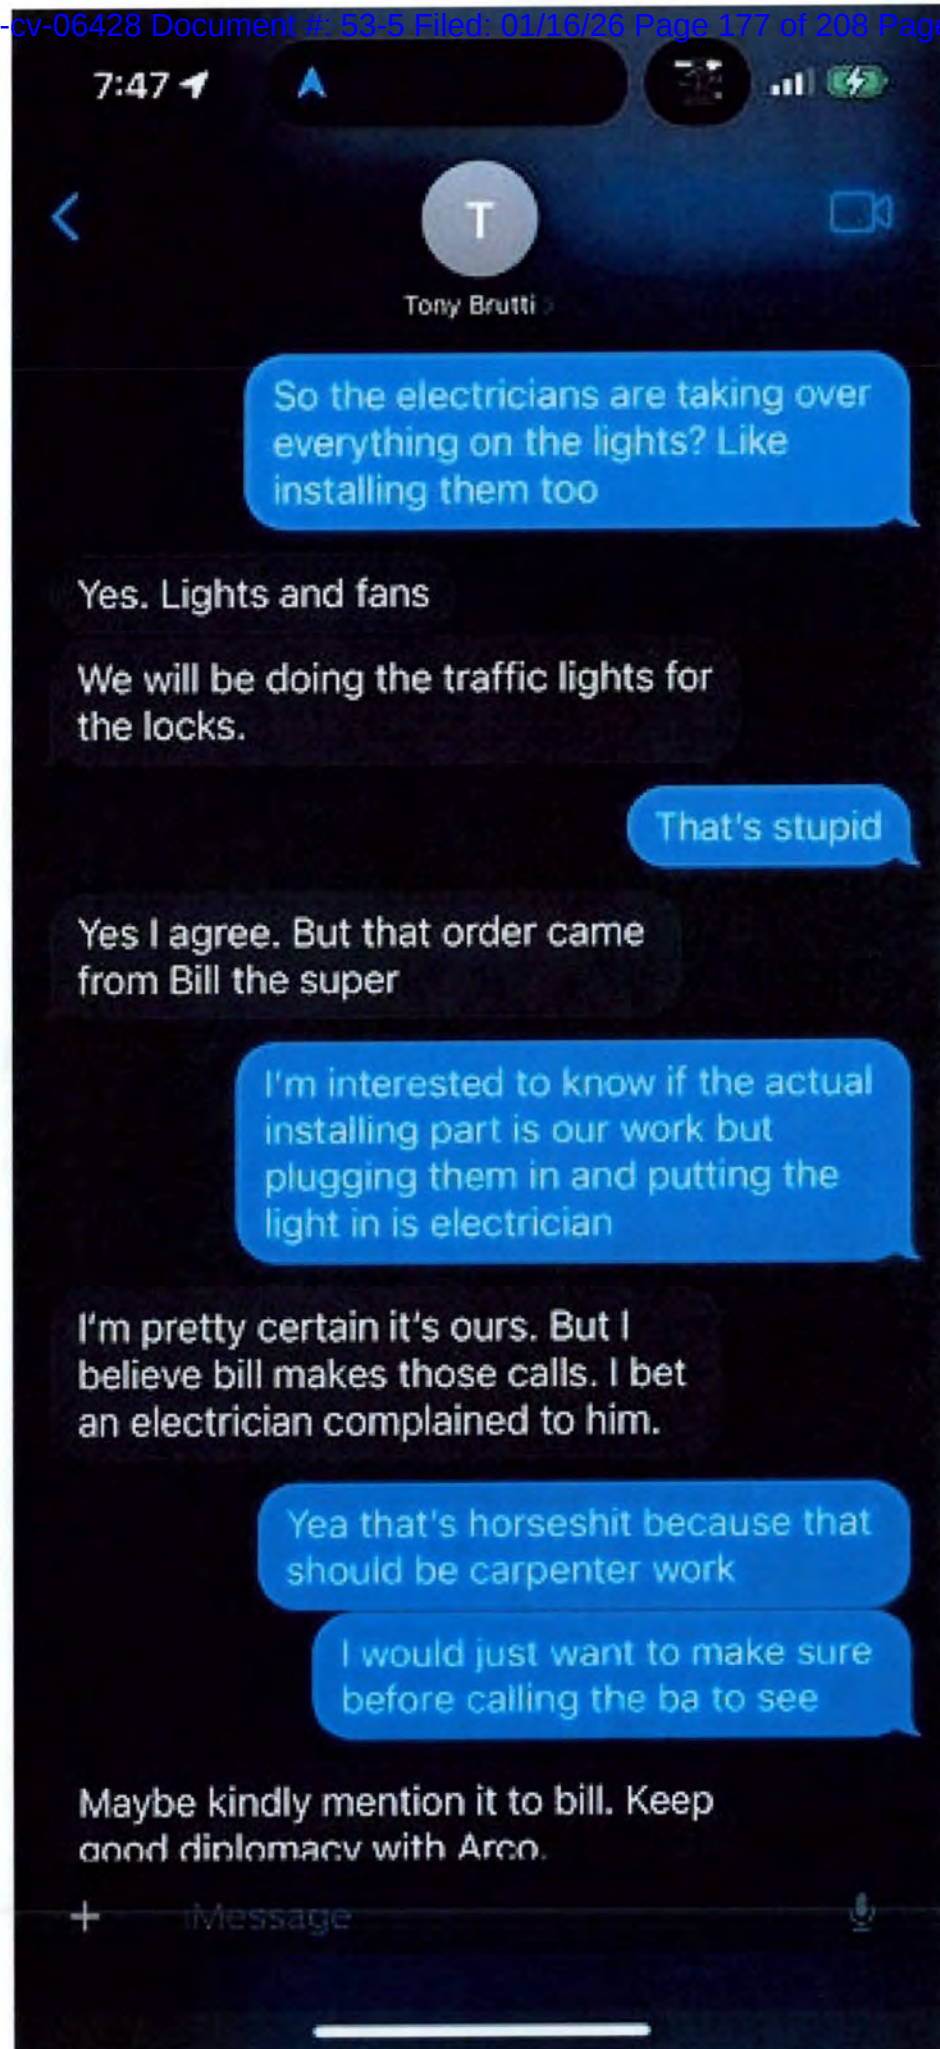 -cv-06428 Document #: 53-5 Filed: 01/16/26 Page 177 of 208 Page
7:47
T
Tony Brutti
So the electricians are taking over
everything on the lights? Like
installing them too
Yes. Lights and fans
We will be doing the traffic lights for
the locks.
That's stupid
Yes I agree. But that order came
from Bill the super
I'm interested to know if the actual
installing part is our work but
plugging them in and putting the
light in is electrician
I'm pretty certain it's ours. But I
believe bill makes those calls. I bet
an electrician complained to him.
Yea that's horseshit because that
should be carpenter work
I would just want to make sure
before calling the ba to see
Maybe kindly mention it to bill. Keep
good diplomacy with Arco.
iMessage